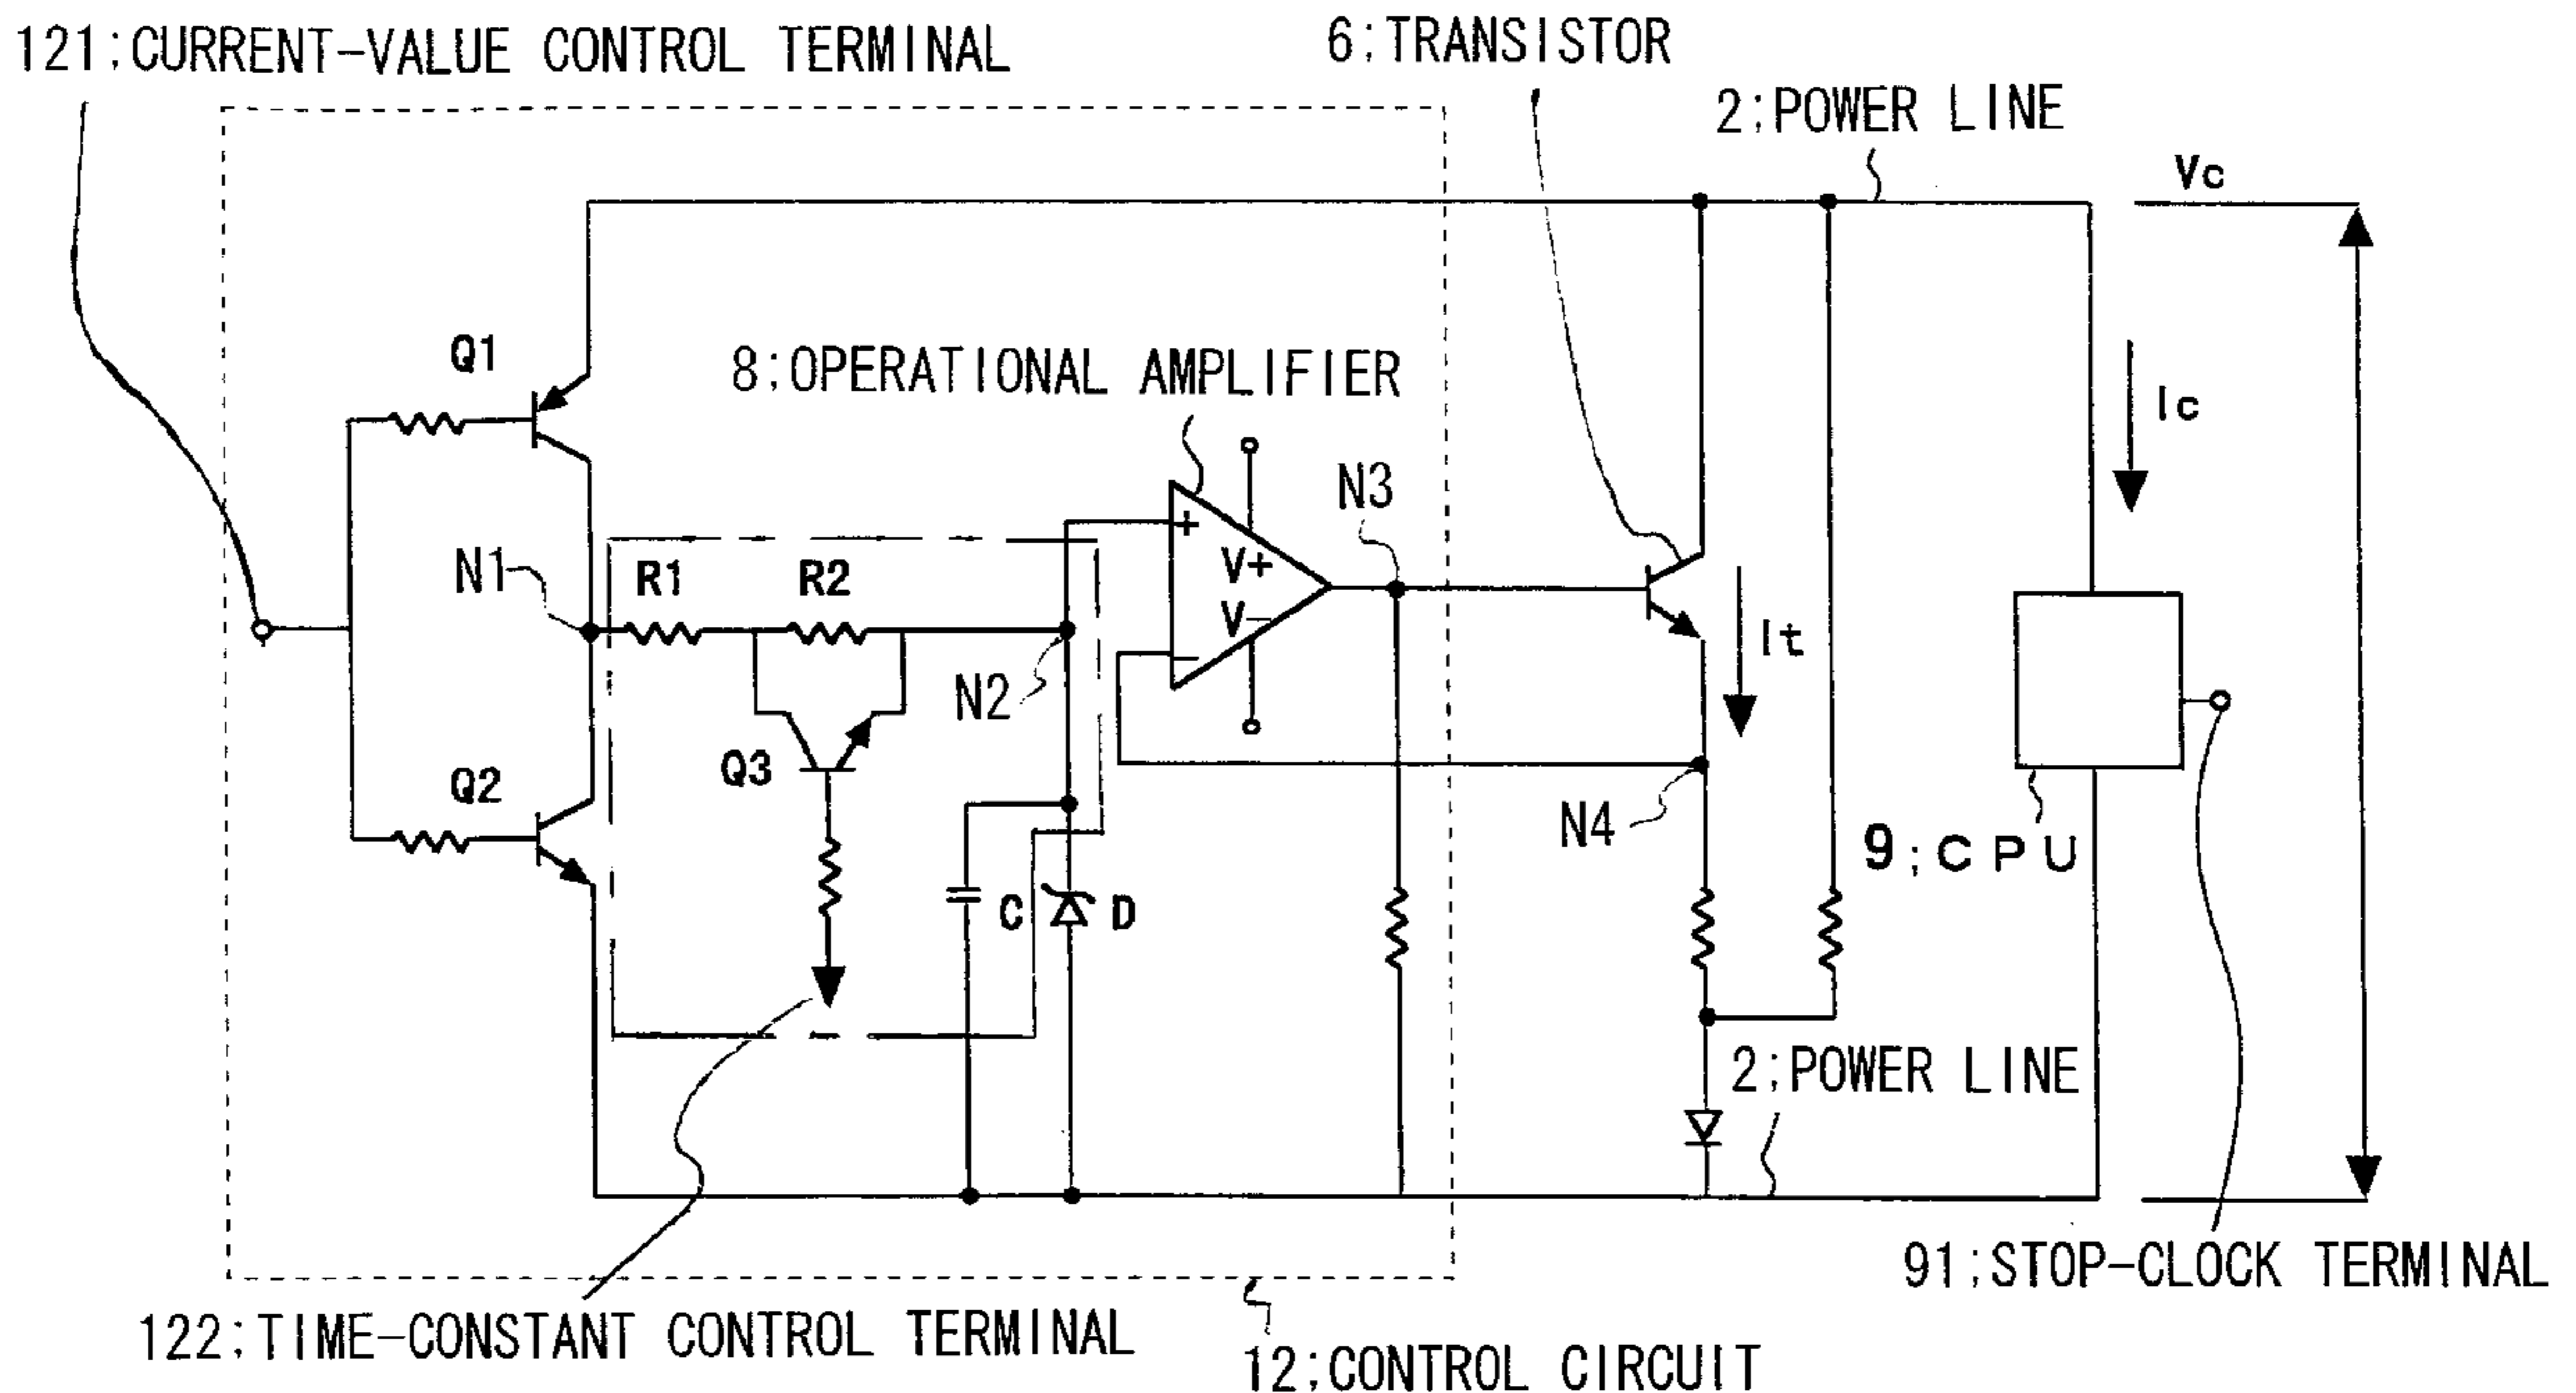 121;CURRENT-VALUE CONTROL TERMINAL
6;TRANSISTOR
2;POWER LINE
Vc
Q1
8;OPERATIONAL AMPLIFIER
Ic
N3
+
V+
N1
R1
R2
V-
It
N2
-
Q3
Q2
N4
9;CPU
C
D
2;POWER LINE
91;STOP-CLOCK TERMINAL
122;TIME-CONSTANT CONTROL TERMINAL
12;CONTROL CIRCUIT